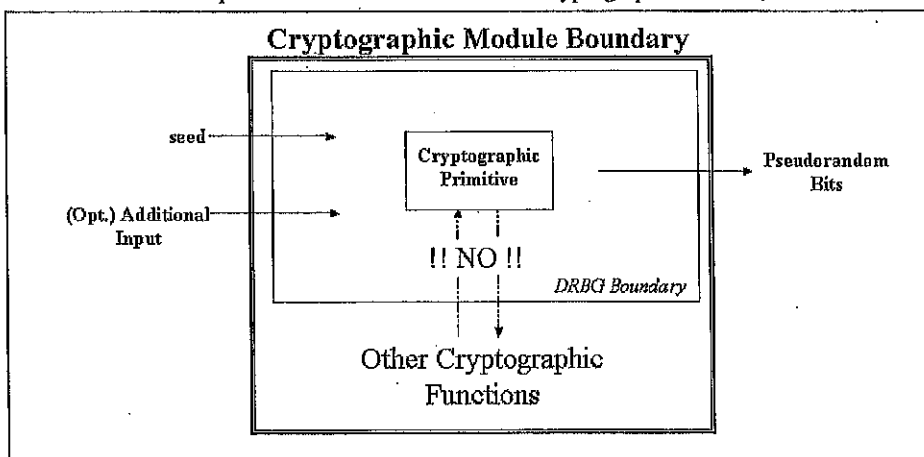 Cryptographic Module Boundary
seed
Cryptographic
Primitive
Pseudorandom
Bits
(Opt.) Additional
Input
!! NO !!
DRBG Boundary
Other Cryptographic
Functions